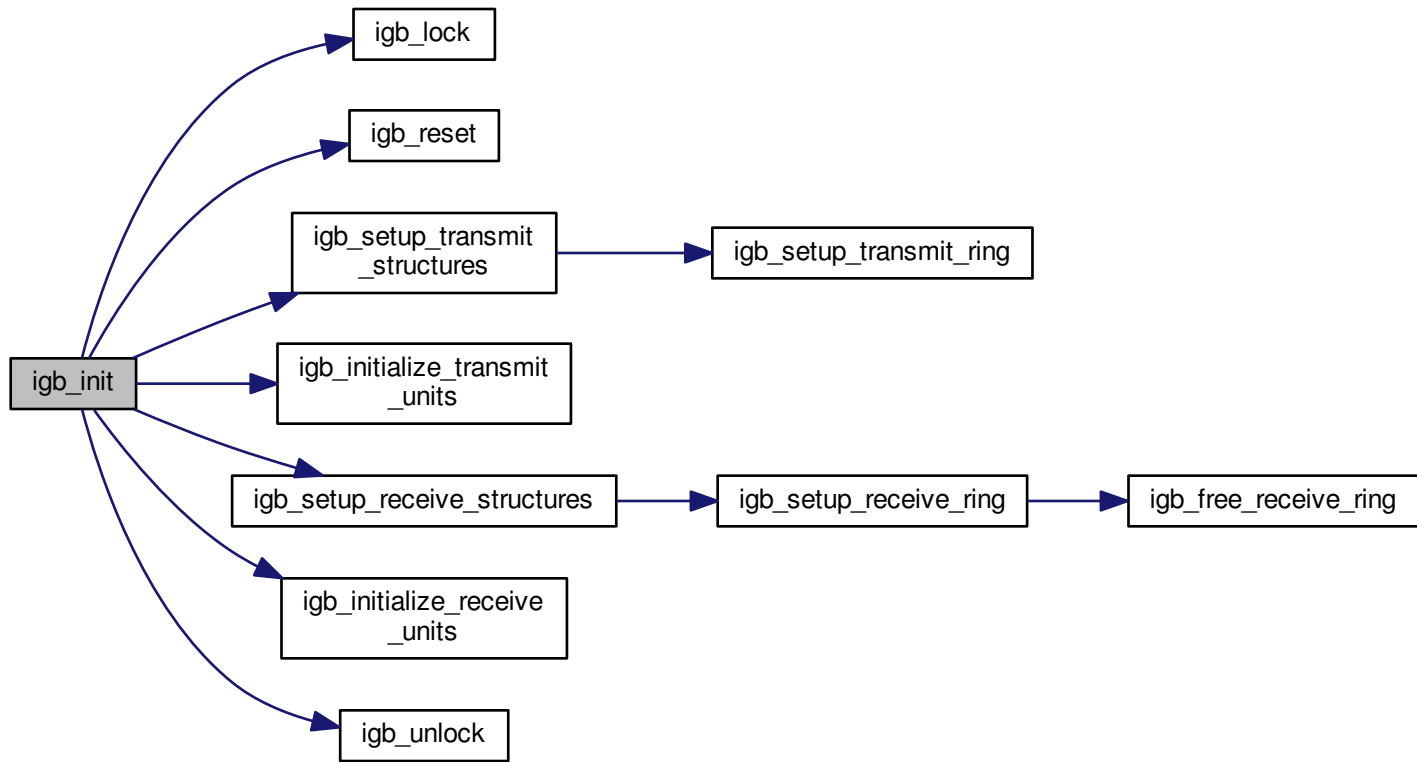 igb_lock
igb_reset
igb_setup_transmit
_structures
igb_setup_transmit_ring
igb_initialize_transmit
_units
igb_init
igb_setup_receive_structures
igb_setup_receive_ring
igb_free_receive_ring
igb_initialize_receive
_units
igb_unlock